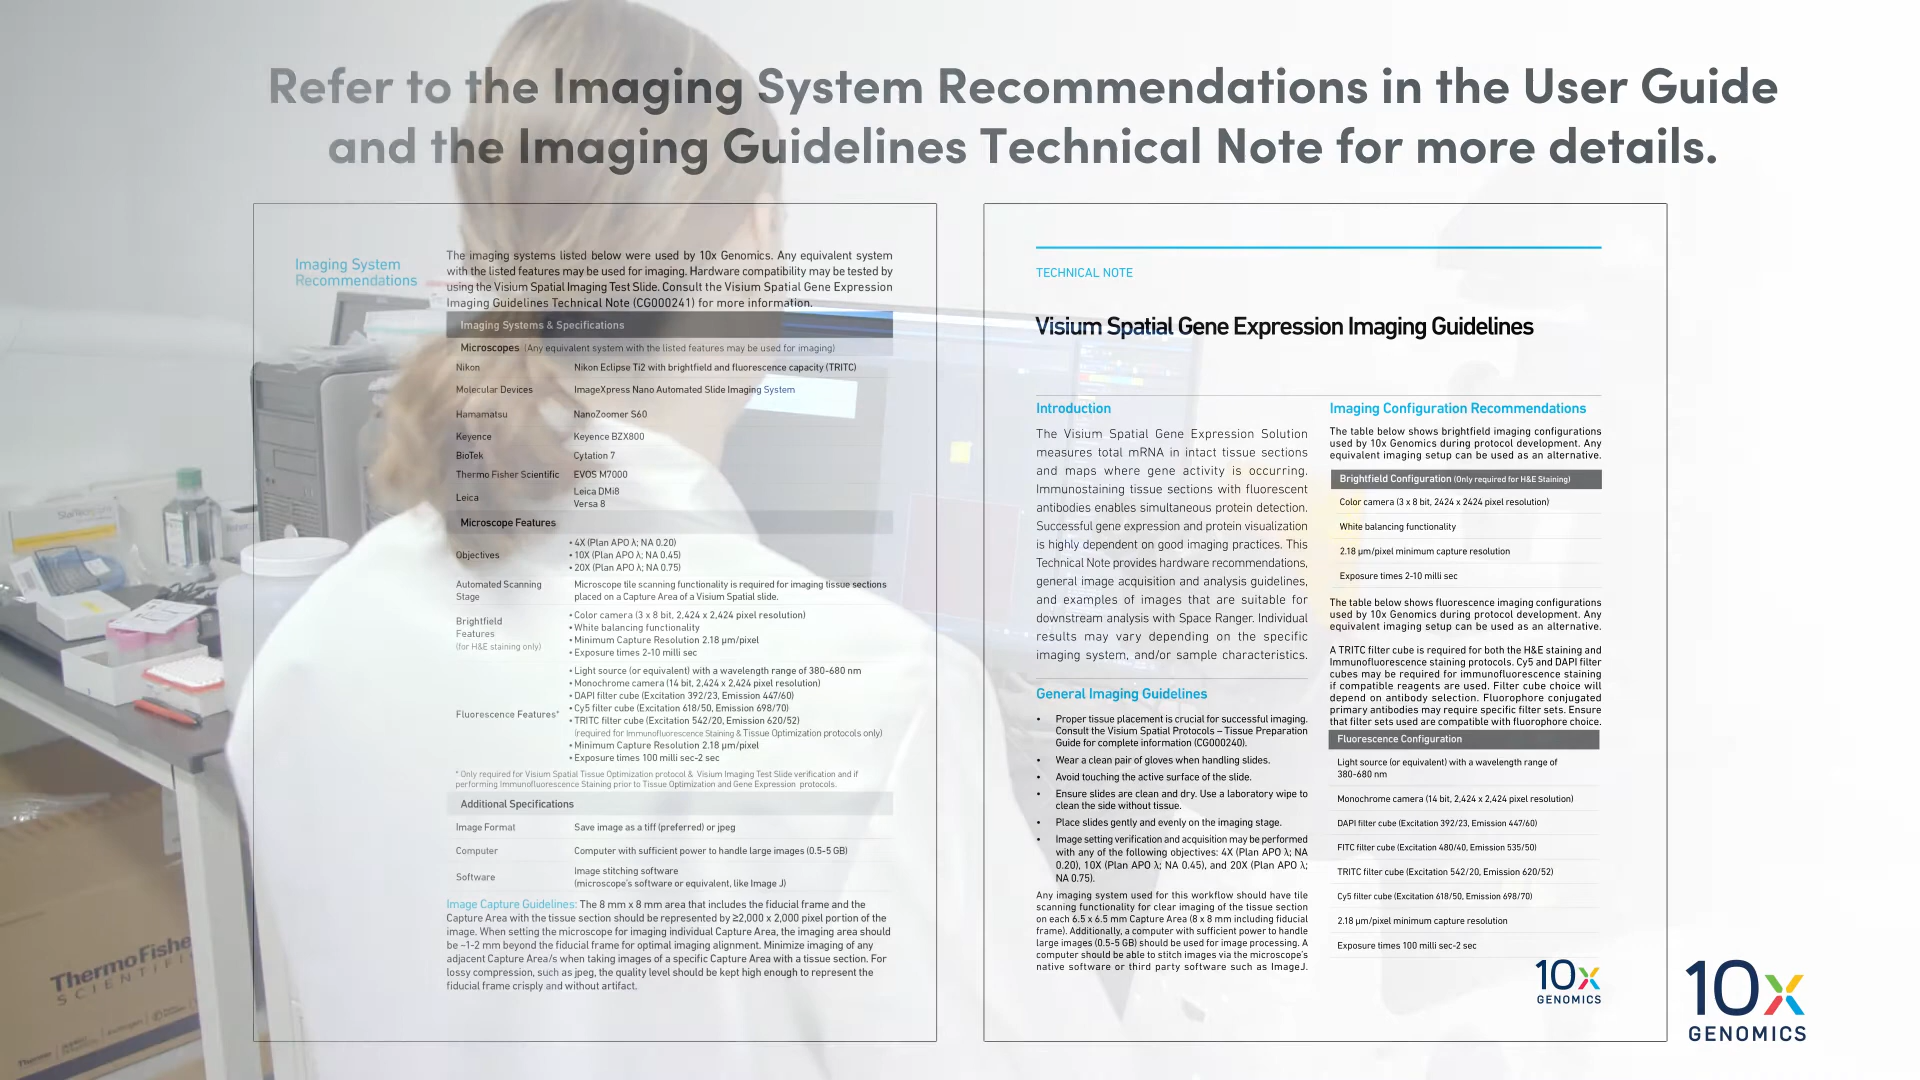 Refer to the Imaging System Recommendations in the User Guide
and the Imaging Guidelines Technical Note for more details.
Imaging System
Recommendations
The imaging systems listed below were used by 10x Genomics. Any equivalent system
with the listed features may be used for imaging. Hardware compatibility may be tested by
using the Visium Spatial Imaging Test Slide. Consult the Visium Spatial Gene Expression
Imaging Guidelines Technical Note (CG000241) for more information.
Imaging Systems & Specifications
Microscopes (Any equivalent system with the listed features may be used for imaging)
Nikon Nikon Eclipse Ti2 with brightfield and fluorescence capacity (TRITC)
Molecular Devices ImageXpress Nano Automated Slide Imaging System
Hamamatsu NanoZoomer S60
Keyence Keyence BZX800
BioTek Cytation 7
Thermo Fisher Scientific EVOS M7000
Leica Leica DMi8
Versa 8
Microscope Features
Objectives
• 4X (Plan APO λ; NA 0.20)
• 10X (Plan APO λ; NA 0.45)
• 20X (Plan APO λ; NA 0.75)
Automated Scanning
Stage
Microscope tile scanning functionality is required for imaging tissue sections
placed on a Capture Area of a Visium Spatial slide.
Brightfield
Features
(for H&E staining only)
• Color camera (3 x 8 bit, 2,424 x 2,424 pixel resolution)
• White balancing functionality
• Minimum Capture Resolution 2.18 µm/pixel
• Exposure times 2-10 milli sec
Fluorescence Features*
• Light source (or equivalent) with a wavelength range of 380-680 nm
• Monochrome camera (14 bit, 2,424 x 2,424 pixel resolution)
• DAPI filter cube (Excitation 392/23, Emission 447/60)
• Cy5 filter cube (Excitation 618/50, Emission 698/70)
• TRITC filter cube (Excitation 542/20, Emission 620/52)
(required for Immunofluorescence Staining & Tissue Optimization protocols only)
• Minimum Capture Resolution 2.18 µm/pixel
• Exposure times 100 milli sec-2 sec
* Only required for Visium Spatial Tissue Optimization protocol & Visium Imaging Test Slide verification and if
performing Immunofluorescence Staining prior to Tissue Optimization and Gene Expression protocols.
Additional Specifications
Image Format Save image as a tiff (preferred) or jpeg
Computer Computer with sufficient power to handle large images (0.5-5 GB)
Software Image stitching software
(microscope's software or equivalent, like Image J)
Image Capture Guidelines: The 8 mm x 8 mm area that includes the fiducial frame and the
Capture Area with the tissue section should be represented by ≥2,000 x 2,000 pixel portion of the
image. When setting the microscope for imaging individual Capture Area, the imaging area should
be ~1-2 mm beyond the fiducial frame for optimal imaging alignment. Minimize imaging of any
adjacent Capture Area/s when taking images of a specific Capture Area with a tissue section. For
lossy compression, such as jpeg, the quality level should be kept high enough to represent the
fiducial frame crisply and without artifact.
TECHNICAL NOTE
Visium Spatial Gene Expression Imaging Guidelines
Introduction
The Visium Spatial Gene Expression Solution
measures total mRNA in intact tissue sections
and maps where gene activity is occurring.
Immunostaining tissue sections with fluorescent
antibodies enables simultaneous protein detection.
Successful gene expression and protein visualization
is highly dependent on good imaging practices. This
Technical Note provides hardware recommendations,
general image acquisition and analysis guidelines,
and examples of images that are suitable for
downstream analysis with Space Ranger. Individual
results may vary depending on the specific
imaging system, and/or sample characteristics.
General Imaging Guidelines
• Proper tissue placement is crucial for successful imaging.
Consult the Visium Spatial Protocols – Tissue Preparation
Guide for complete information (CG000240).
• Wear a clean pair of gloves when handling slides.
• Avoid touching the active surface of the slide.
• Ensure slides are clean and dry. Use a laboratory wipe to
clean the side without tissue.
• Place slides gently and evenly on the imaging stage.
• Image setting verification and acquisition may be performed
with any of the following objectives: 4X (Plan APO λ; NA
0.20), 10X (Plan APO λ; NA 0.45), and 20X (Plan APO λ;
NA 0.75).
Any imaging system used for this workflow should have tile
scanning functionality for clear imaging of the tissue section
on each 6.5 x 6.5 mm Capture Area (8 x 8 mm including fiducial
frame). Additionally, a computer with sufficient power to handle
large images (0.5-5 GB) should be used for image processing. A
computer should be able to stitch images via the microscope's
native software or third party software such as ImageJ.
Imaging Configuration Recommendations
The table below shows brightfield imaging configurations
used by 10x Genomics during protocol development. Any
equivalent imaging setup can be used as an alternative.
Brightfield Configuration (Only required for H&E Staining)
Color camera (3 x 8 bit, 2424 x 2424 pixel resolution)
White balancing functionality
2.18 µm/pixel minimum capture resolution
Exposure times 2-10 milli sec
The table below shows fluorescence imaging configurations
used by 10x Genomics during protocol development. Any
equivalent imaging setup can be used as an alternative.
A TRITC filter cube is required for both the H&E staining and
Immunofluorescence staining protocols. Cy5 and DAPI filter
cubes may be required for immunofluorescence staining
if compatible reagents are used. Filter cube choice will
depend on antibody selection. Fluorophore conjugated
primary antibodies may require specific filter sets. Ensure
that filter sets used are compatible with fluorophore choice.
Fluorescence Configuration
Light source (or equivalent) with a wavelength range of
380-680 nm
Monochrome camera (14 bit, 2,424 x 2,424 pixel resolution)
DAPI filter cube (Excitation 392/23, Emission 447/60)
FITC filter cube (Excitation 480/40, Emission 535/50)
TRITC filter cube (Excitation 542/20, Emission 620/52)
Cy5 filter cube (Excitation 618/50, Emission 698/70)
2.18 µm/pixel minimum capture resolution
Exposure times 100 milli sec-2 sec
10x
GENOMICS
10x
GENOMICS
ThermoFisher
SCIENTIFIC